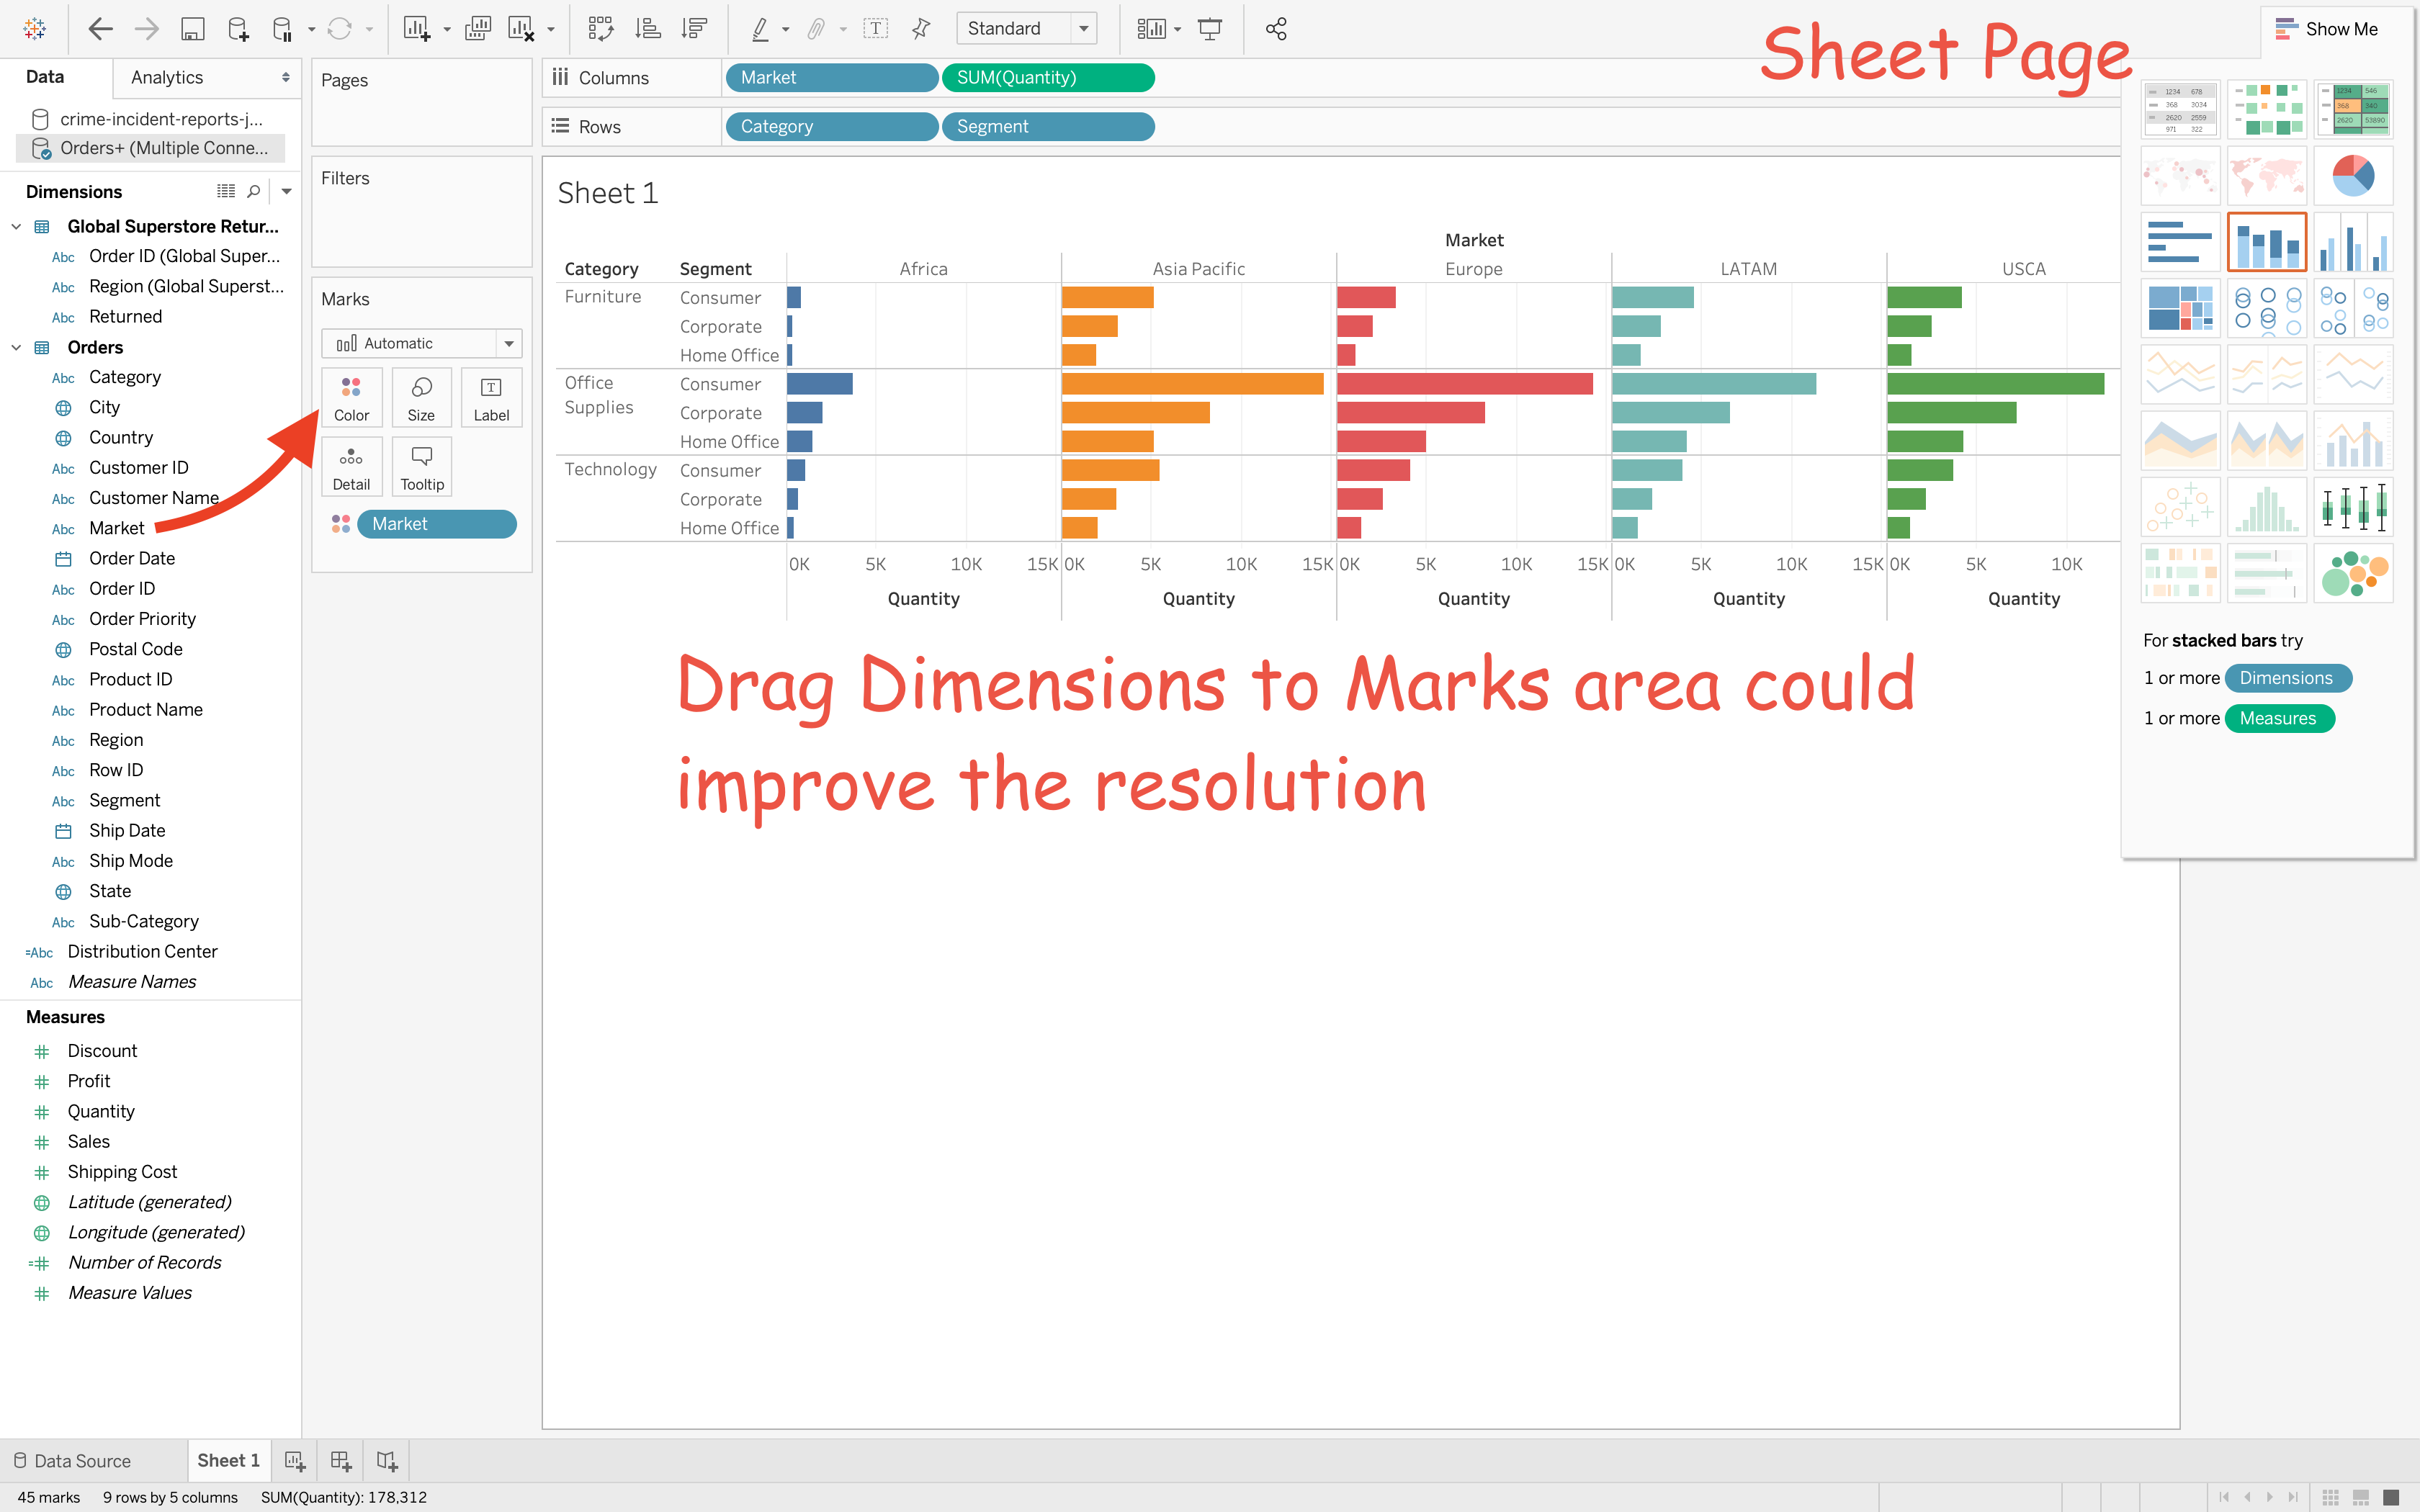 Standard
Show Me
Sheet Page
Data
Analytics
crime-incident-reports-j...
Orders+ (Multiple Conne...
Dimensions
Global Superstore Retur...
Abc Order ID (Global Super...
Abc Region (Global Superst...
Abc Returned
Orders
Abc Category
City
Country
Abc Customer ID
Abc Customer Name
Abc Market
Order Date
Abc Order ID
Abc Order Priority
Postal Code
Abc Product ID
Abc Product Name
Abc Region
Abc Row ID
Abc Segment
Ship Date
Abc Ship Mode
State
Abc Sub-Category
=Abc Distribution Center
Abc Measure Names
Measures
# Discount
# Profit
# Quantity
# Sales
# Shipping Cost
Latitude (generated)
Longitude (generated)
=# Number of Records
# Measure Values
Pages
Filters
Marks
Automatic
Color Size Label
Detail Tooltip
Market
Columns Market SUM(Quantity)
Rows Category Segment
Sheet 1
Market
Category Segment Africa Asia Pacific Europe LATAM USCA
Furniture Consumer
Corporate
Home Office
Office Supplies Consumer
Corporate
Home Office
Technology Consumer
Corporate
Home Office
0K 5K 10K 15K 0K 5K 10K 15K 0K 5K 10K 15K 0K 5K 10K 15K 0K 5K 10K
Quantity Quantity Quantity Quantity Quantity
Drag Dimensions to Marks area could
improve the resolution
1234 678
368 3034
2620 2559
971 322
1234 546
368 340
2620 53890
For stacked bars try
1 or more Dimensions
1 or more Measures
Data Source
Sheet 1
45 marks 9 rows by 5 columns SUM(Quantity): 178,312